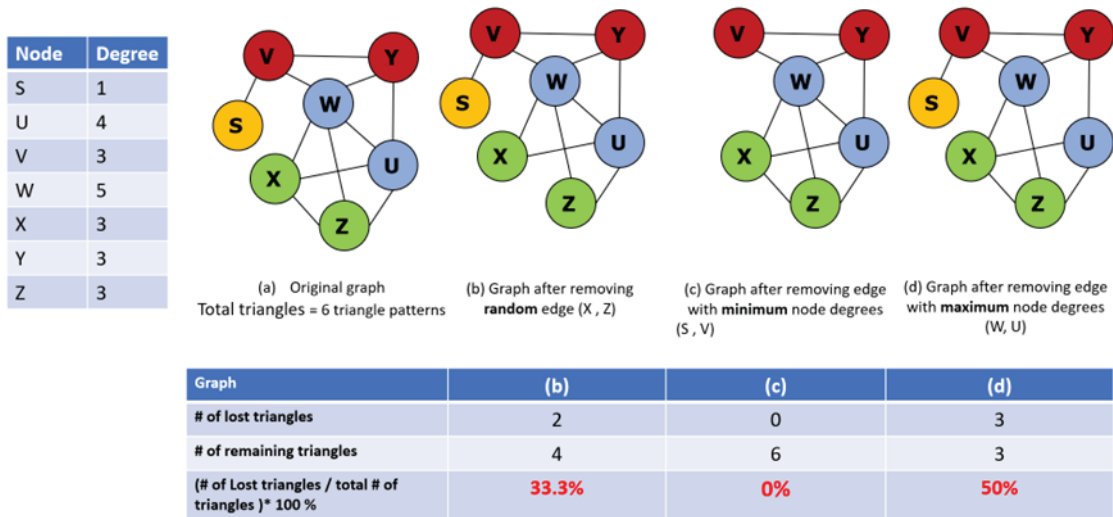 Node Degree
S 1
U 4
V 3
W 5
X 3
Y 3
Z 3
V Y
W
S
U
X
Z
(a) Original graph
Total triangles = 6 triangle patterns
V Y
W
S
U
X
Z
(b) Graph after removing
random edge (X , Z)
V Y
W
U
X
Z
(c) Graph after removing edge
with minimum node degrees
(S , V)
V Y
W
S
U
X
Z
(d) Graph after removing edge
with maximum node degrees
(W, U)
Graph (b) (c) (d)
# of lost triangles 2 0 3
# of remaining triangles 4 6 3
(# of Lost triangles / total # of 33.3% 0% 50%
triangles )* 100 %